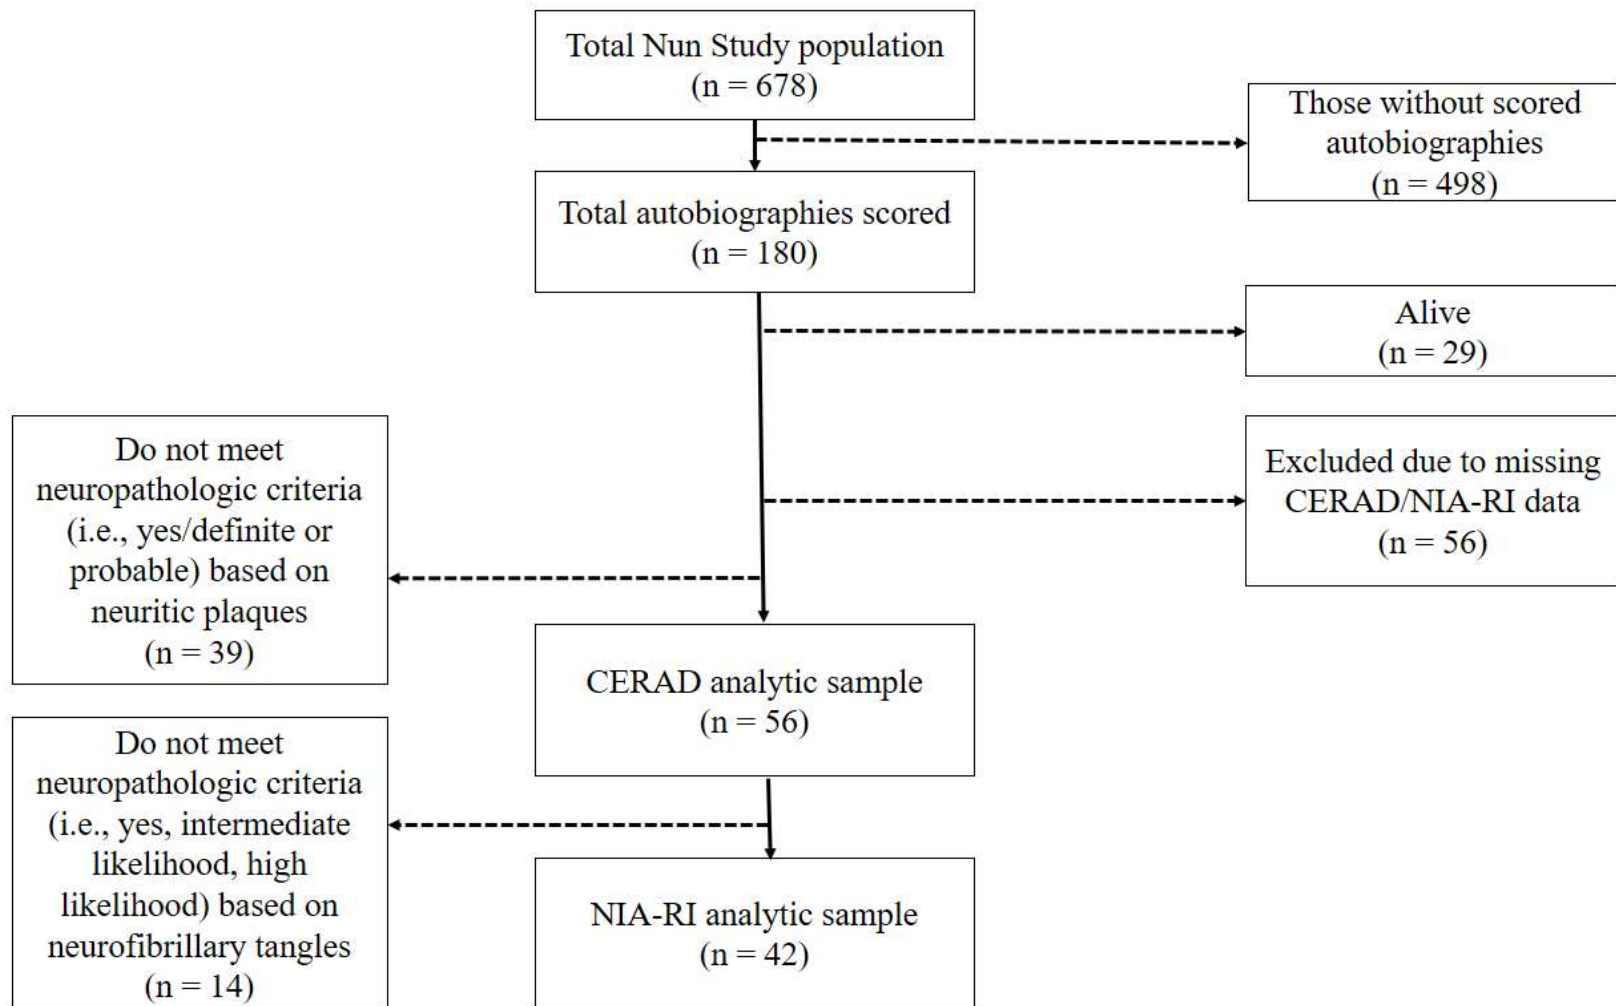 Total Nun Study population
(n = 678)
Those without scored
autobiographies
(n = 498)
Total autobiographies scored
(n = 180)
Alive
(n = 29)
Excluded due to missing
CERAD/NIA-RI data
(n = 56)
Do not meet
neuropathologic criteria
(i.e., yes/definite or
probable) based on
neuritic plaques
(n = 39)
CERAD analytic sample
(n = 56)
Do not meet
neuropathologic criteria
(i.e., yes, intermediate
likelihood, high
likelihood) based on
neurofibrillary tangles
(n = 14)
NIA-RI analytic sample
(n = 42)